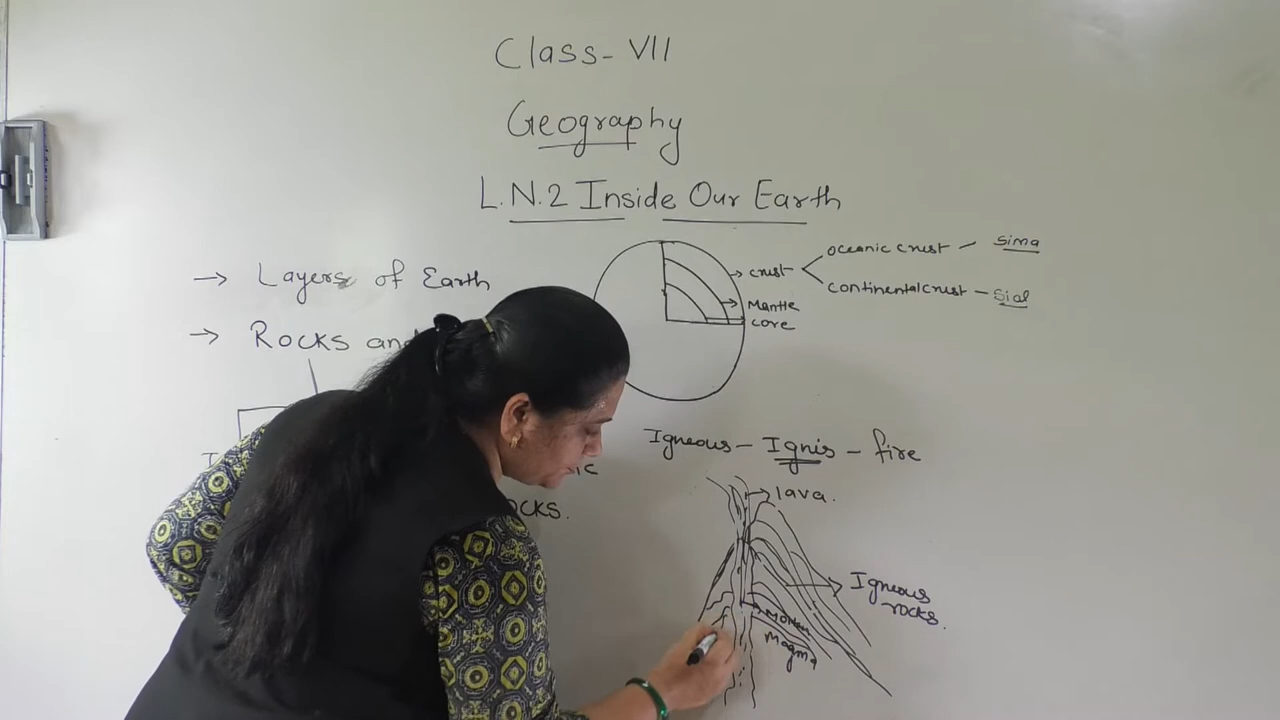 Class-VII
Geography
L.N.2 Inside Our Earth
→ Layers of Earth
→ Rocks and
crust
oceanic crust - Sima
continental crust - Sial
Mantle
core
Igneous - Ignis - fire
lava.
Igneous
rocks.
Molten
Magma